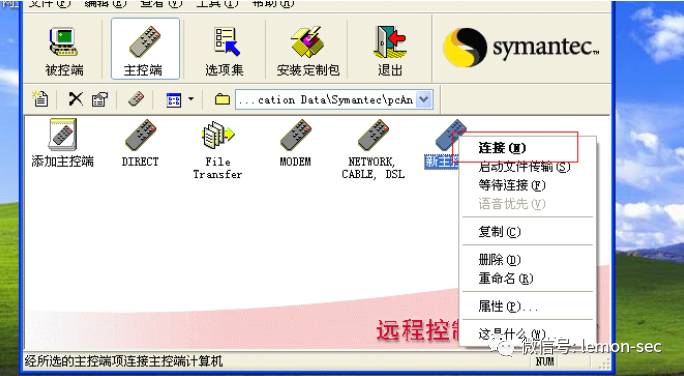 文件(F) 编辑(E) 查看(V) 工具(T) 帮助(H)
被控端 主控端 选项集 安装定制包 退出
symantec™
...cation Data\Symantec\pcAn
添加主控端 DIRECT File Transfer MODEM NETWORK, CABLE, DSL 新主控
连接(N)
启动文件传输(S)
等待连接(F)
语音优先(V)
复制(C)
删除(D)
重命名(R)
属性(P)...
这是什么(W)
远程控制
微信号: lemon-sec
经所选的主控端项连接主控端计算机
NUM